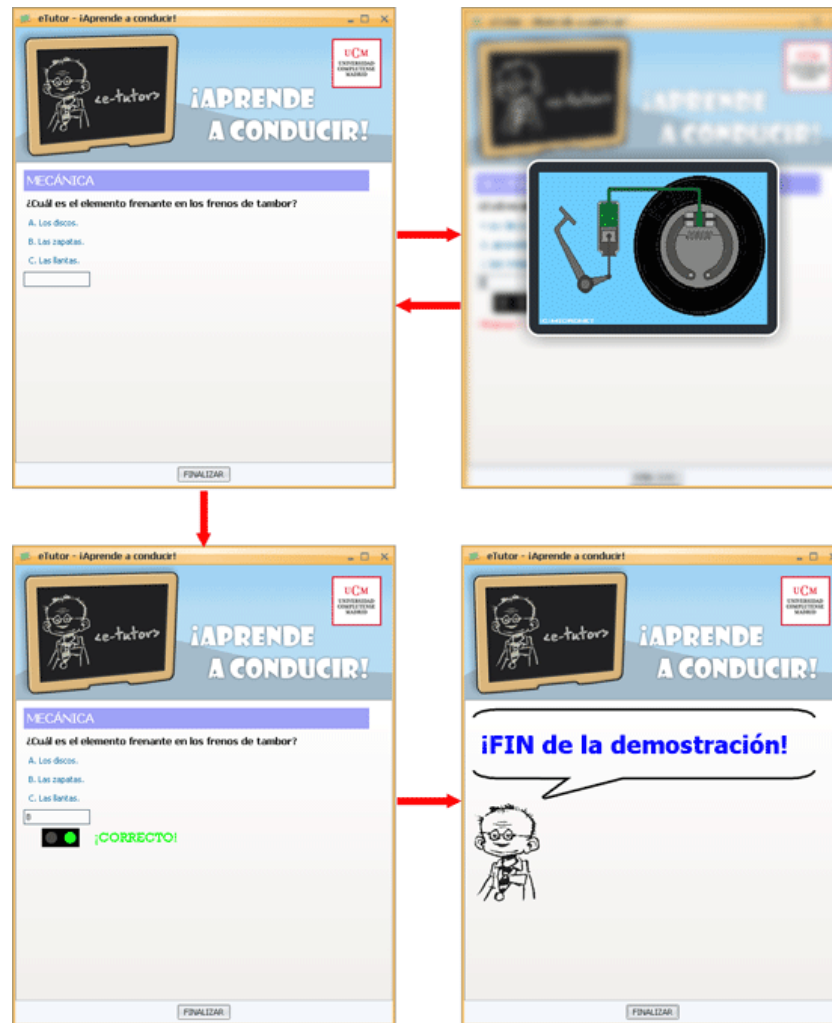 eTutor - ¡Aprende a conducir!
<e-tutor>
UCM
UNIVERSIDAD
COMPLUTENSE
MADRID
¡APRENDE
A CONDUCIR!
MECÁNICA
¿Cuál es el elemento frenante en los frenos de tambor?
A. Los discos.
B. Las zapatas.
C. Las llantas.
FINALIZAR
¡APRENDE
A CONDUCIR!
eTutor - ¡Aprende a conducir!
<e-tutor>
UCM
UNIVERSIDAD
COMPLUTENSE
MADRID
¡APRENDE
A CONDUCIR!
MECÁNICA
¿Cuál es el elemento frenante en los frenos de tambor?
A. Los discos.
B. Las zapatas.
C. Las llantas.
B
¡CORRECTO!
FINALIZAR
eTutor - ¡Aprende a conducir!
<e-tutor>
UCM
UNIVERSIDAD
COMPLUTENSE
MADRID
¡APRENDE
A CONDUCIR!
¡FIN de la demostración!
FINALIZAR